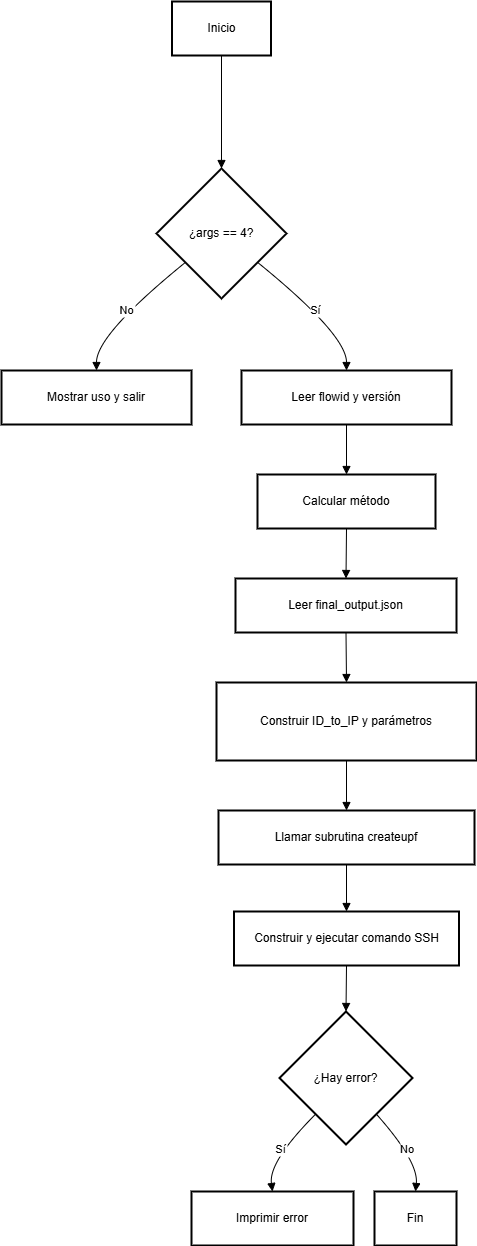 Inicio
¿args == 4?
No
Sí
Mostrar uso y salir
Leer flowid y versión
Calcular método
Leer final_output.json
Construir ID_to_IP y parámetros
Llamar subrutina createupf
Construir y ejecutar comando SSH
¿Hay error?
Sí
No
Imprimir error
Fin